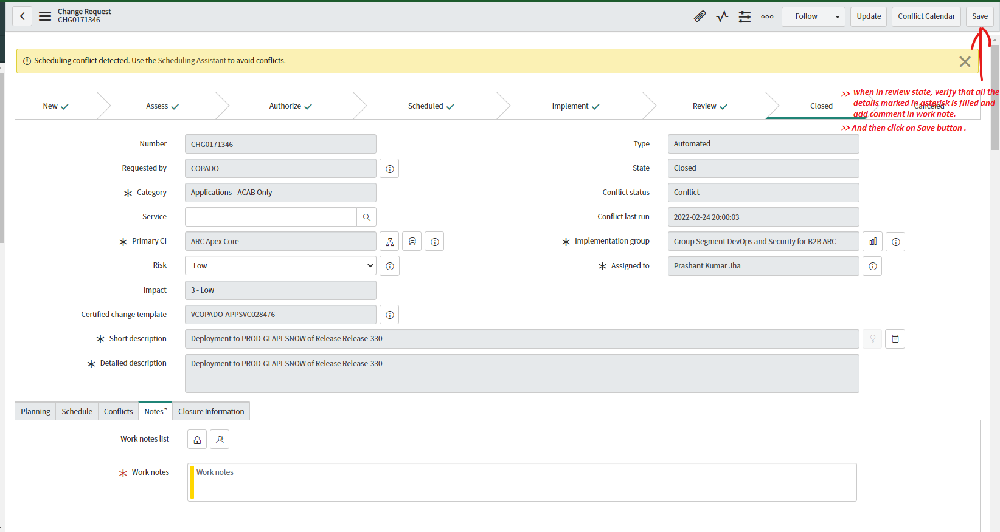 Change Request
CHG0171346
Follow
Update
Conflict Calendar
Save
Scheduling conflict detected. Use the Scheduling Assistant to avoid conflicts.
New
Assess
Authorize
Scheduled
Implement
Review
Closed
Canceled
>> when in review state, verify that all the
details marked in asterisk is filled and
add comment in work note.
>> And then click on Save button .
Number CHG0171346
Type Automated
Requested by COPADO
State Closed
Category Applications - ACAB Only
Conflict status Conflict
Service
Conflict last run 2022-02-24 20:00:03
Primary CI ARC Apex Core
Implementation group Group Segment DevOps and Security for B2B ARC
Risk Low
Assigned to Prashant Kumar Jha
Impact 3 - Low
Certified change template VCOPADO-APPSVC028476
Short description Deployment to PROD-GLAPI-SNOW of Release Release-330
Detailed description Deployment to PROD-GLAPI-SNOW of Release Release-330
Planning Schedule Conflicts Notes* Closure Information
Work notes list
Work notes Work notes